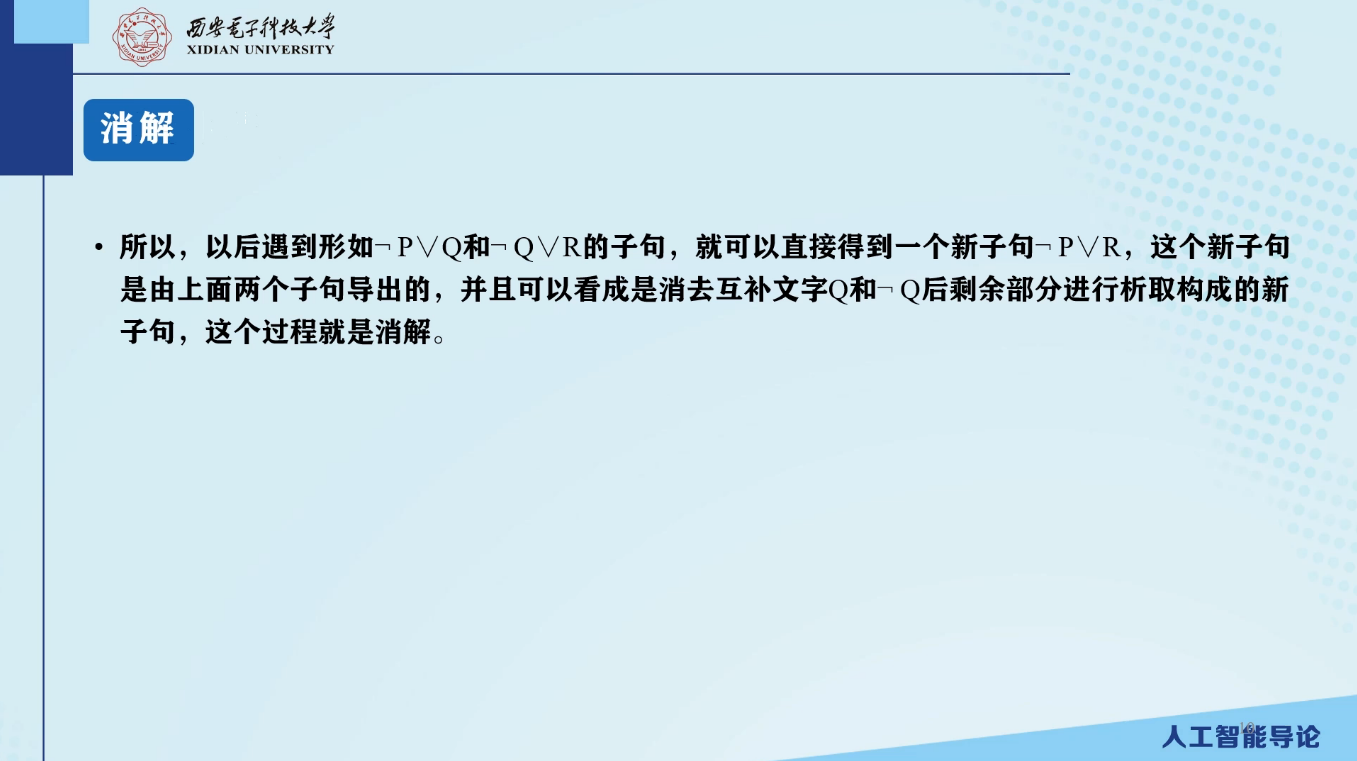 西安电子科技大学
XIDIAN UNIVERSITY
消解
• 所以，以后遇到形如¬ P∨Q和¬ Q∨R的子句，就可以直接得到一个新子句¬ P∨R，这个新子句
是由上面两个子句导出的，并且可以看成是消去互补文字Q和¬ Q后剩余部分进行析取构成的新
子句，这个过程就是消解。
人工智能导论